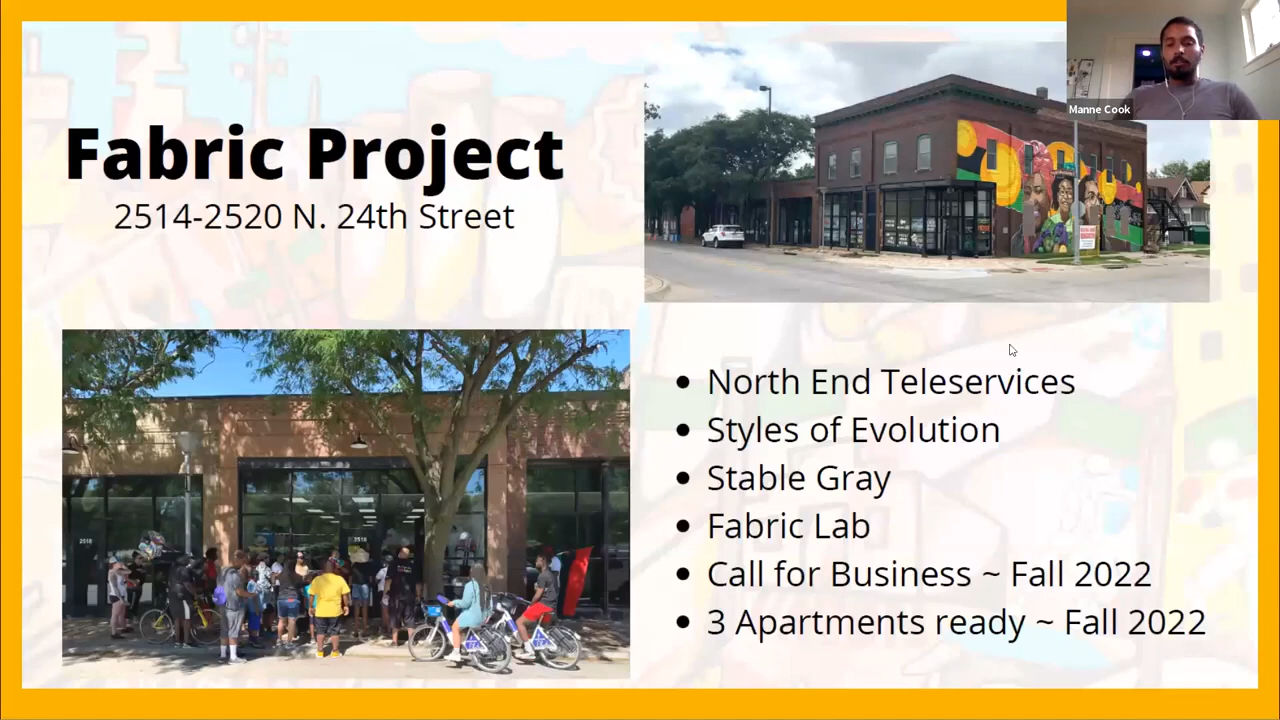 Fabric Project
2514-2520 N. 24th Street
Manne Cook
• North End Teleservices
• Styles of Evolution
• Stable Gray
• Fabric Lab
• Call for Business ~ Fall 2022
• 3 Apartments ready ~ Fall 2022